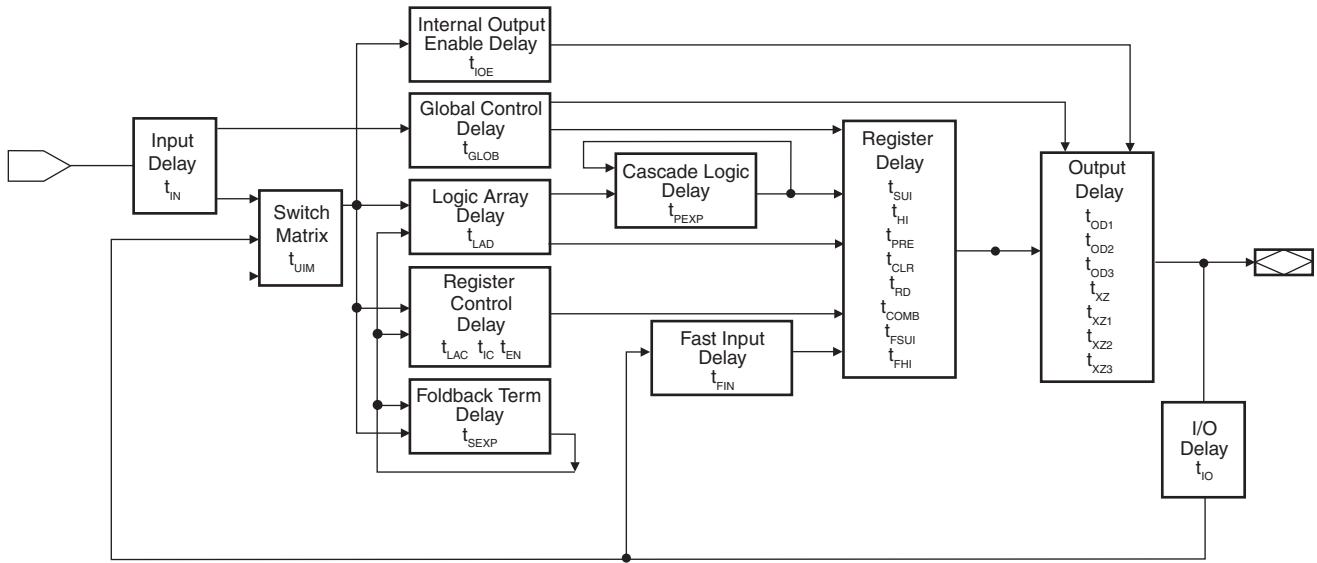 Input
Delay
tIN
Switch
Matrix
tUIM
Internal Output
Enable Delay
tIOE
Global Control
Delay
tGLOB
Logic Array
Delay
tLAD
Register
Control
Delay
tLAC tIC tEN
Foldback Term
Delay
tSEXP
Cascade Logic
Delay
tPEXP
Fast Input
Delay
tFIN
Register
Delay
tSUI
tHI
tPRE
tCLR
tRD
tCOMB
tFSUI
tFHI
Output
Delay
tOD1
tOD2
tOD3
tXZ
tXZ1
tXZ2
tXZ3
I/O
Delay
tIO